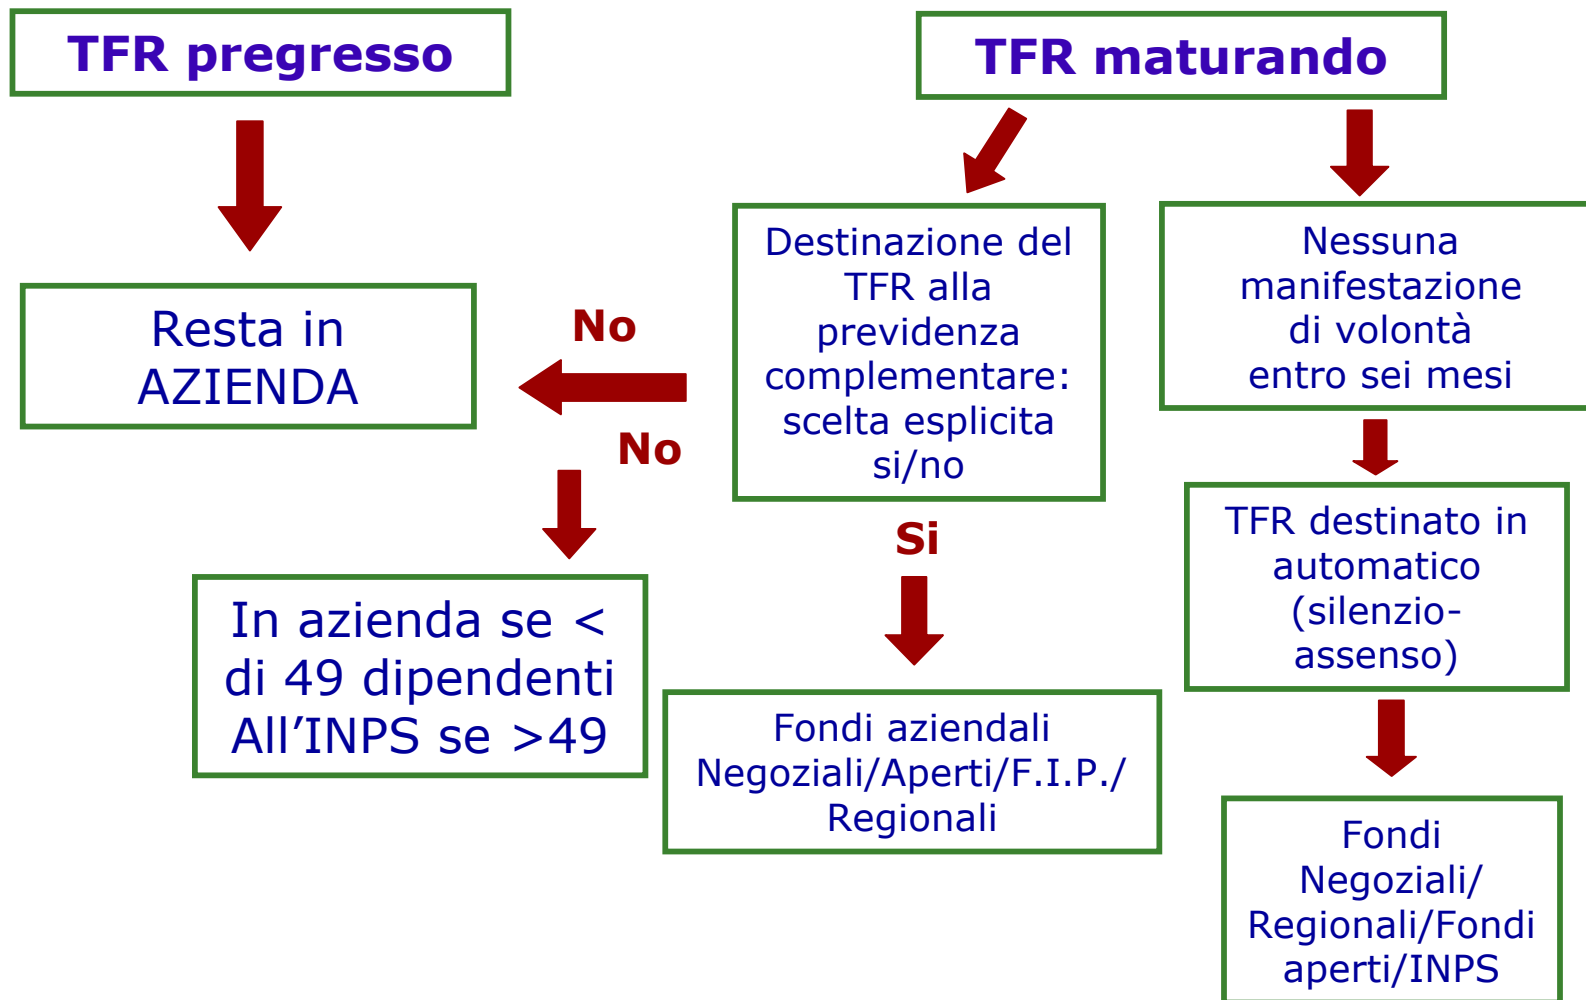 TFR pregresso
TFR maturando
Resta in
AZIENDA
No
No
Destinazione del
TFR alla
previdenza
complementare:
scelta esplicita
si/no
Nessuna
manifestazione
di volontà
entro sei mesi
In azienda se <
di 49 dipendenti
All’INPS se >49
Si
TFR destinato in
automatico
(silenzio-
assenso)
Fondi aziendali
Negoziali/Aperti/F.I.P./
Regionali
Fondi
Negoziali/
Regionali/Fondi
aperti/INPS